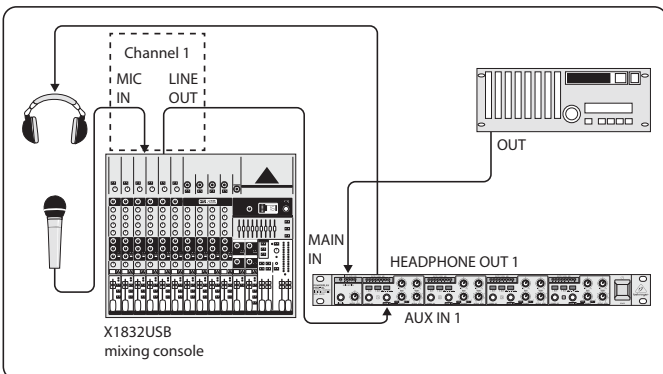 Channel 1
MIC IN
LINE OUT
OUT
MAIN IN
HEADPHONE OUT 1
AUX IN 1
X1832USB
mixing console